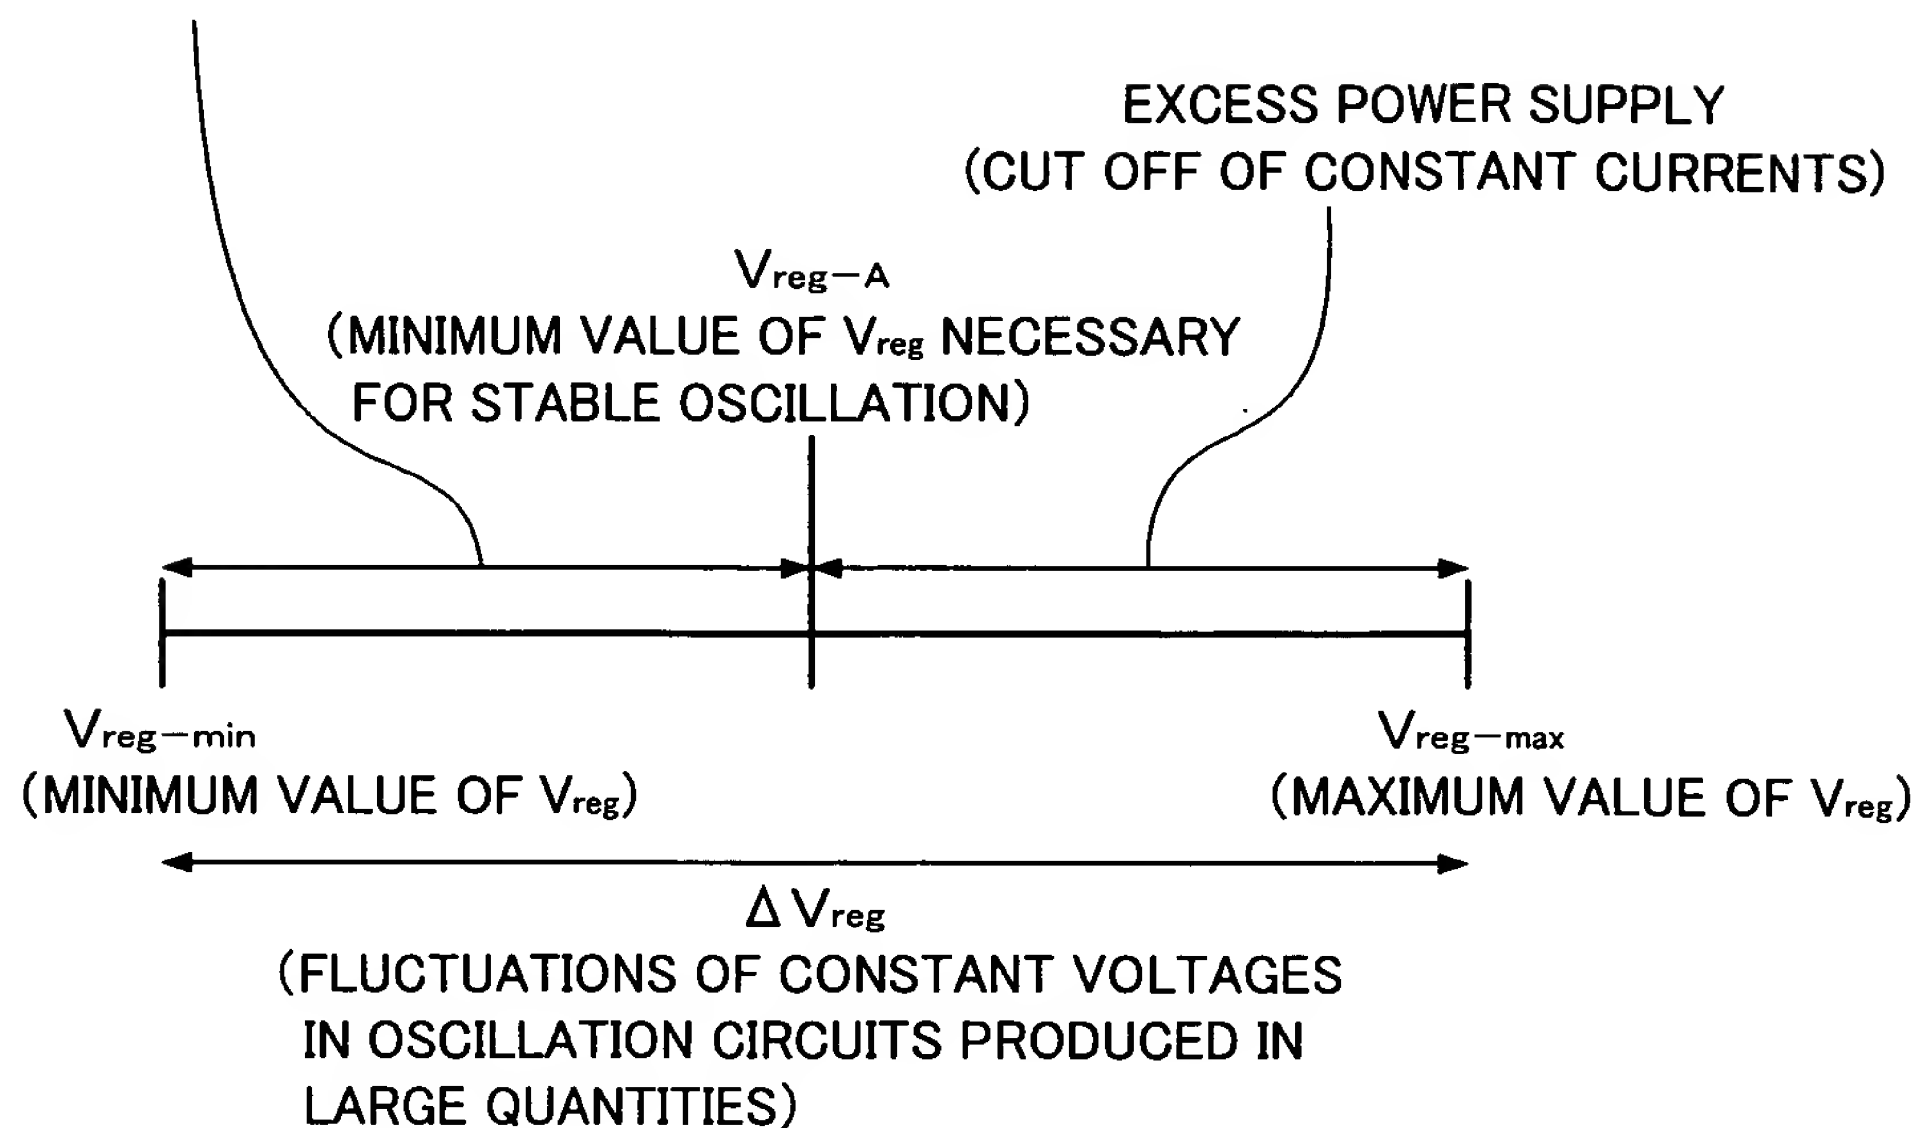 EXCESS POWER SUPPLY
(CUT OFF OF CONSTANT CURRENTS)
Vreg-A
(MINIMUM VALUE OF Vreg NECESSARY
FOR STABLE OSCILLATION)
Vreg-min
(MINIMUM VALUE OF Vreg)
Vreg-max
(MAXIMUM VALUE OF Vreg)
Δ Vreg
(FLUCTUATIONS OF CONSTANT VOLTAGES
IN OSCILLATION CIRCUITS PRODUCED IN
LARGE QUANTITIES)